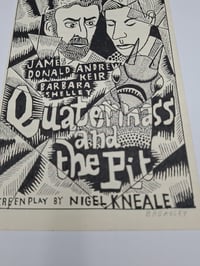 JAMES
DONALD ANDREW
KEIR
BARBARA
SHELLEY
Quatermass
and
the Pit
SCREENPLAY BY NIGEL KNEALE